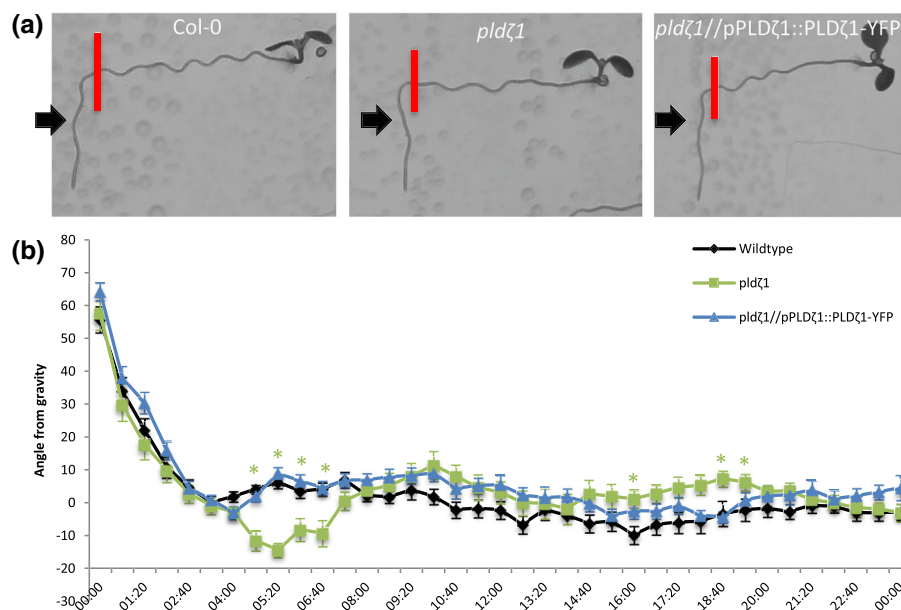 (a)
Col-0
pldζ1
pldζ1//pPLDζ1::PLDζ1-YFP
(b)
Angle from gravity
80
70
60
50
40
30
20
10
0
-10
-20
-30
Wildtype
pldζ1
pldζ1//pPLDζ1::PLDζ1-YFP
* * * * * * *
00:00 01:20 02:40 04:00 05:20 06:40 08:00 09:20 10:40 12:00 13:20 14:40 16:00 17:20 18:40 20:00 21:20 22:40 00:00